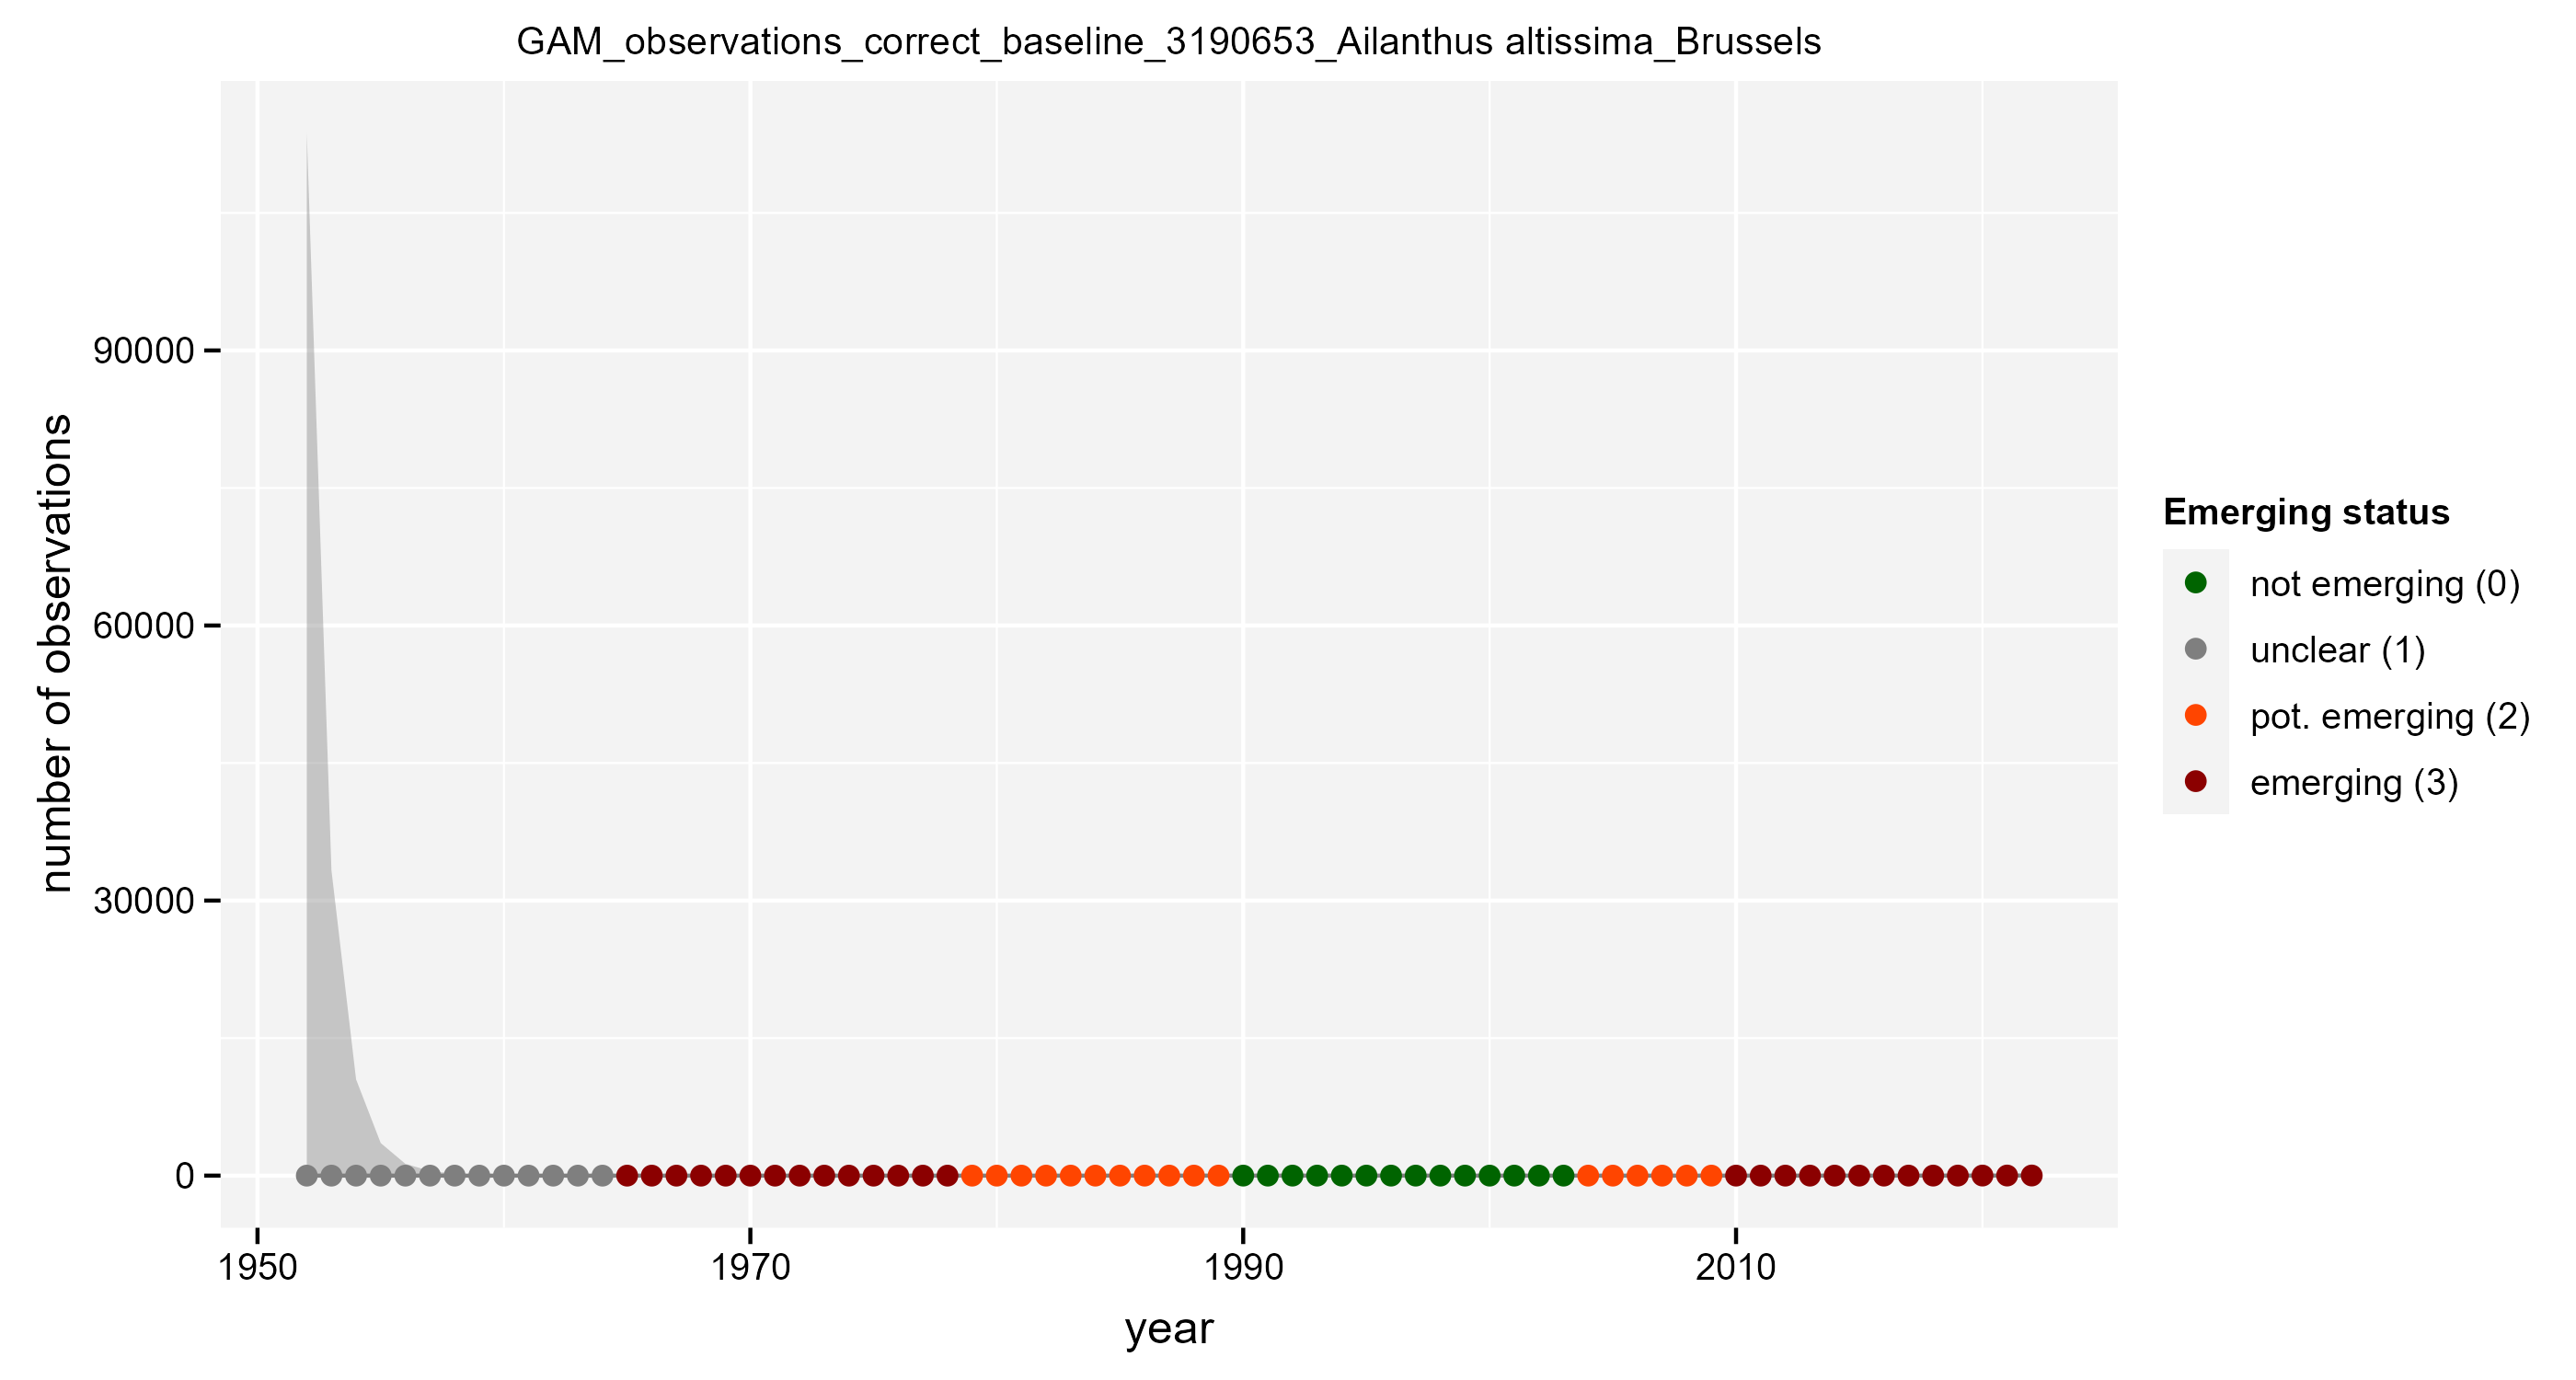 GAM_observations_correct_baseline_3190653_Ailanthus altissima_Brussels
number of observations
90000
60000
30000
0
1950
1970
1990
2010
year
Emerging status
not emerging (0)
unclear (1)
pot. emerging (2)
emerging (3)